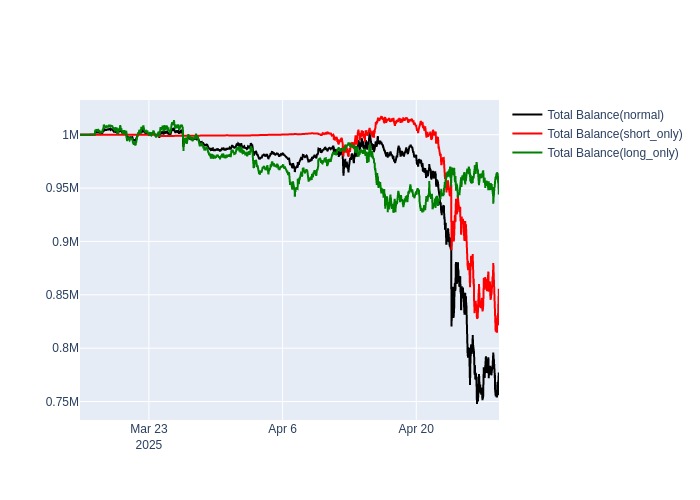 1M
0.95M
0.9M
0.85M
0.8M
0.75M
Mar 23
2025
Apr 6
Apr 20
Total Balance(normal)
Total Balance(short_only)
Total Balance(long_only)